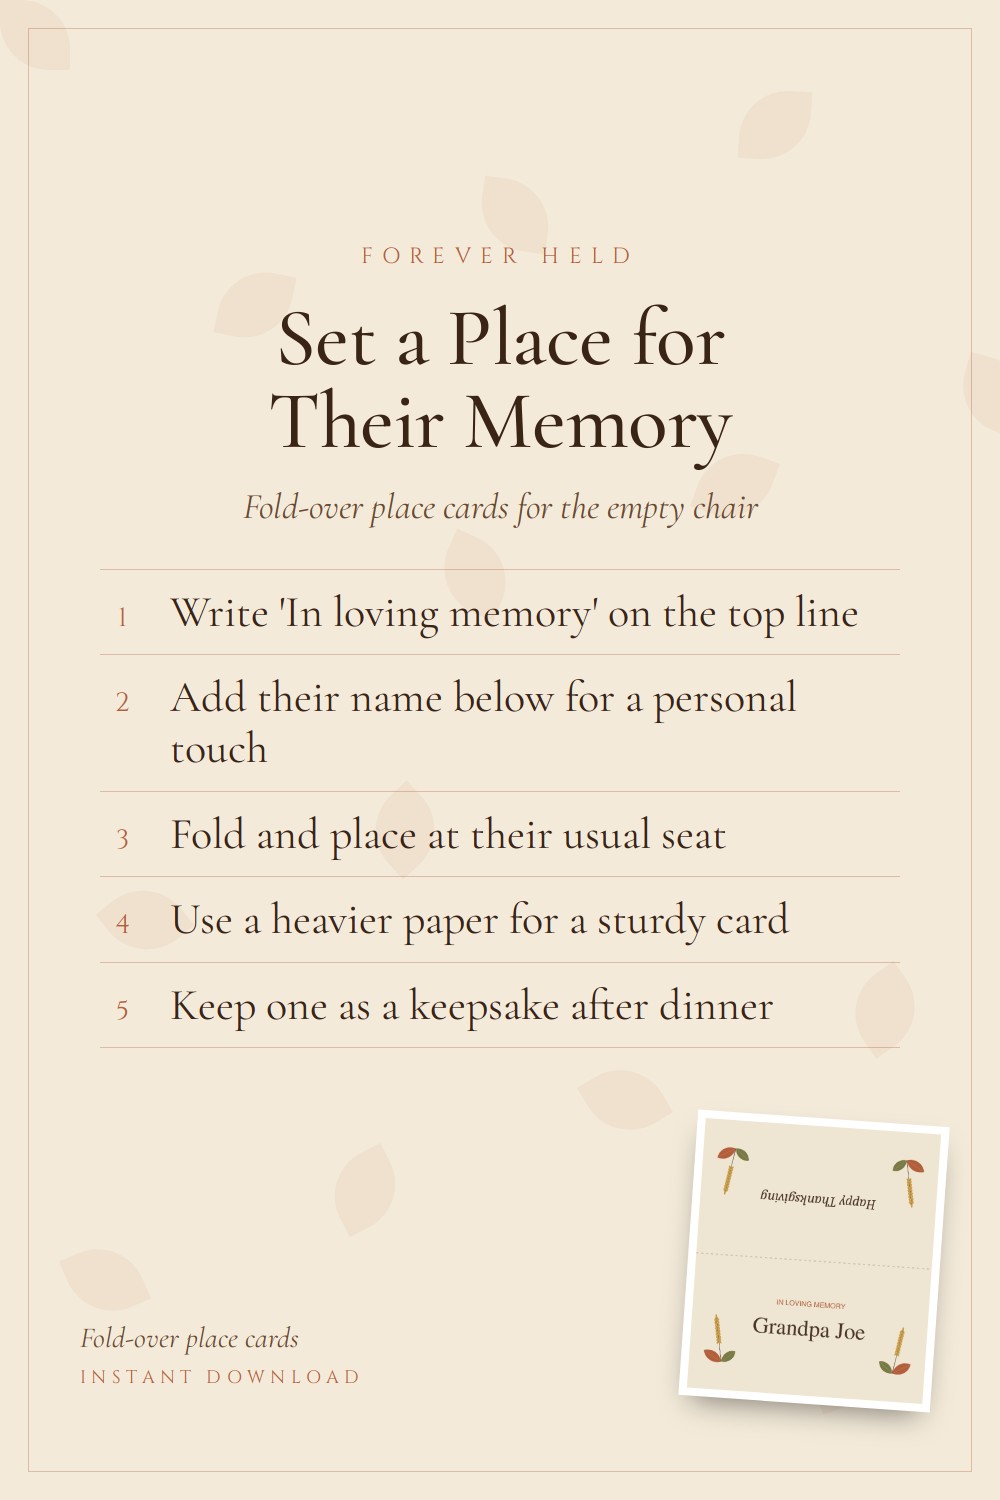 FOREVER HELD
Set a Place for
Their Memory
Fold-over place cards for the empty chair
1 Write 'In loving memory' on the top line
2 Add their name below for a personal
touch
3 Fold and place at their usual seat
4 Use a heavier paper for a sturdy card
5 Keep one as a keepsake after dinner
Happy Thanksgiving
IN LOVING MEMORY
Grandpa Joe
Fold-over place cards
INSTANT DOWNLOAD